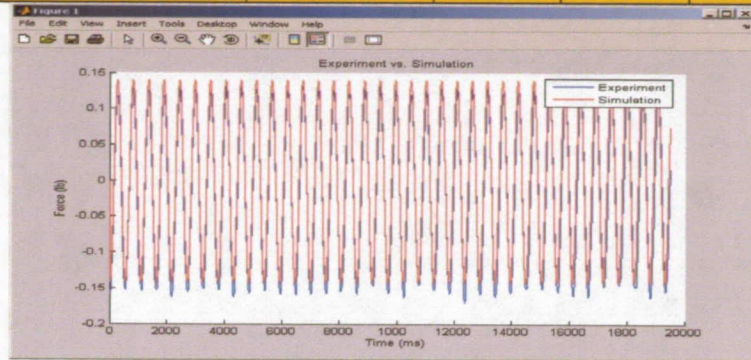 Figure 1
File Edit View Insert Tools Desktop Window Help
Experiment vs. Simulation
Experiment
Simulation
0.15
0.1
0.05
0
-0.05
-0.1
-0.15
-0.2
Force (lb)
0 2000 4000 6000 8000 10000 12000 14000 16000 18000 20000
Time (ms)